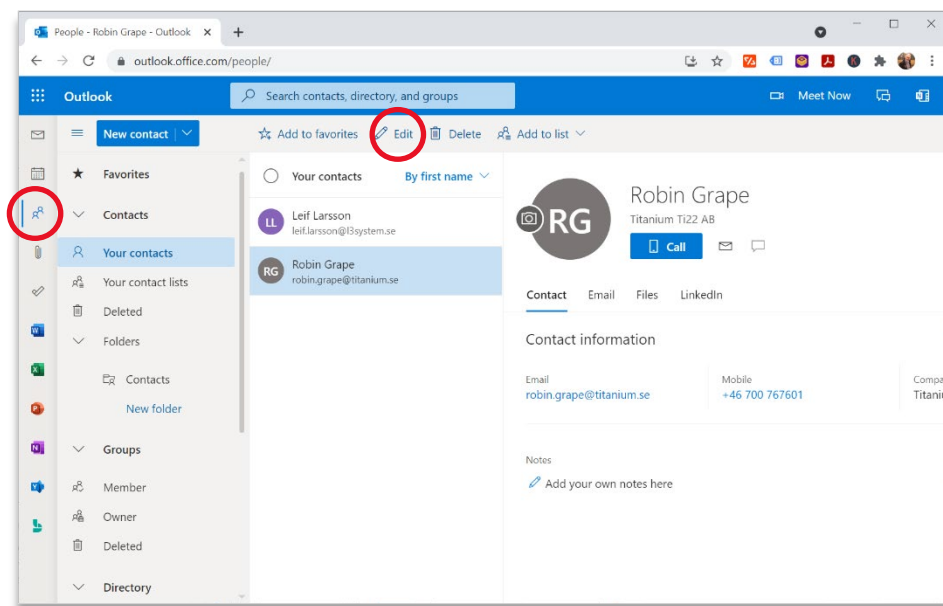 People - Robin Grape - Outlook
outlook.office.com/people/
Outlook
Search contacts, directory, and groups
Meet Now
New contact
Add to favorites
Edit
Delete
Add to list
Favorites
Contacts
Your contacts
Your contact lists
Deleted
Folders
Contacts
New folder
Groups
Member
Owner
Deleted
Directory
Your contacts
By first name
LL
Leif Larsson
leif.larsson@l3system.se
RG
Robin Grape
robin.grape@titanium.se
RG
Robin Grape
Titanium Ti22 AB
Call
Contact
Email
Files
LinkedIn
Contact information
Email
robin.grape@titanium.se
Mobile
+46 700 767601
Compa
Titaniu
Notes
Add your own notes here